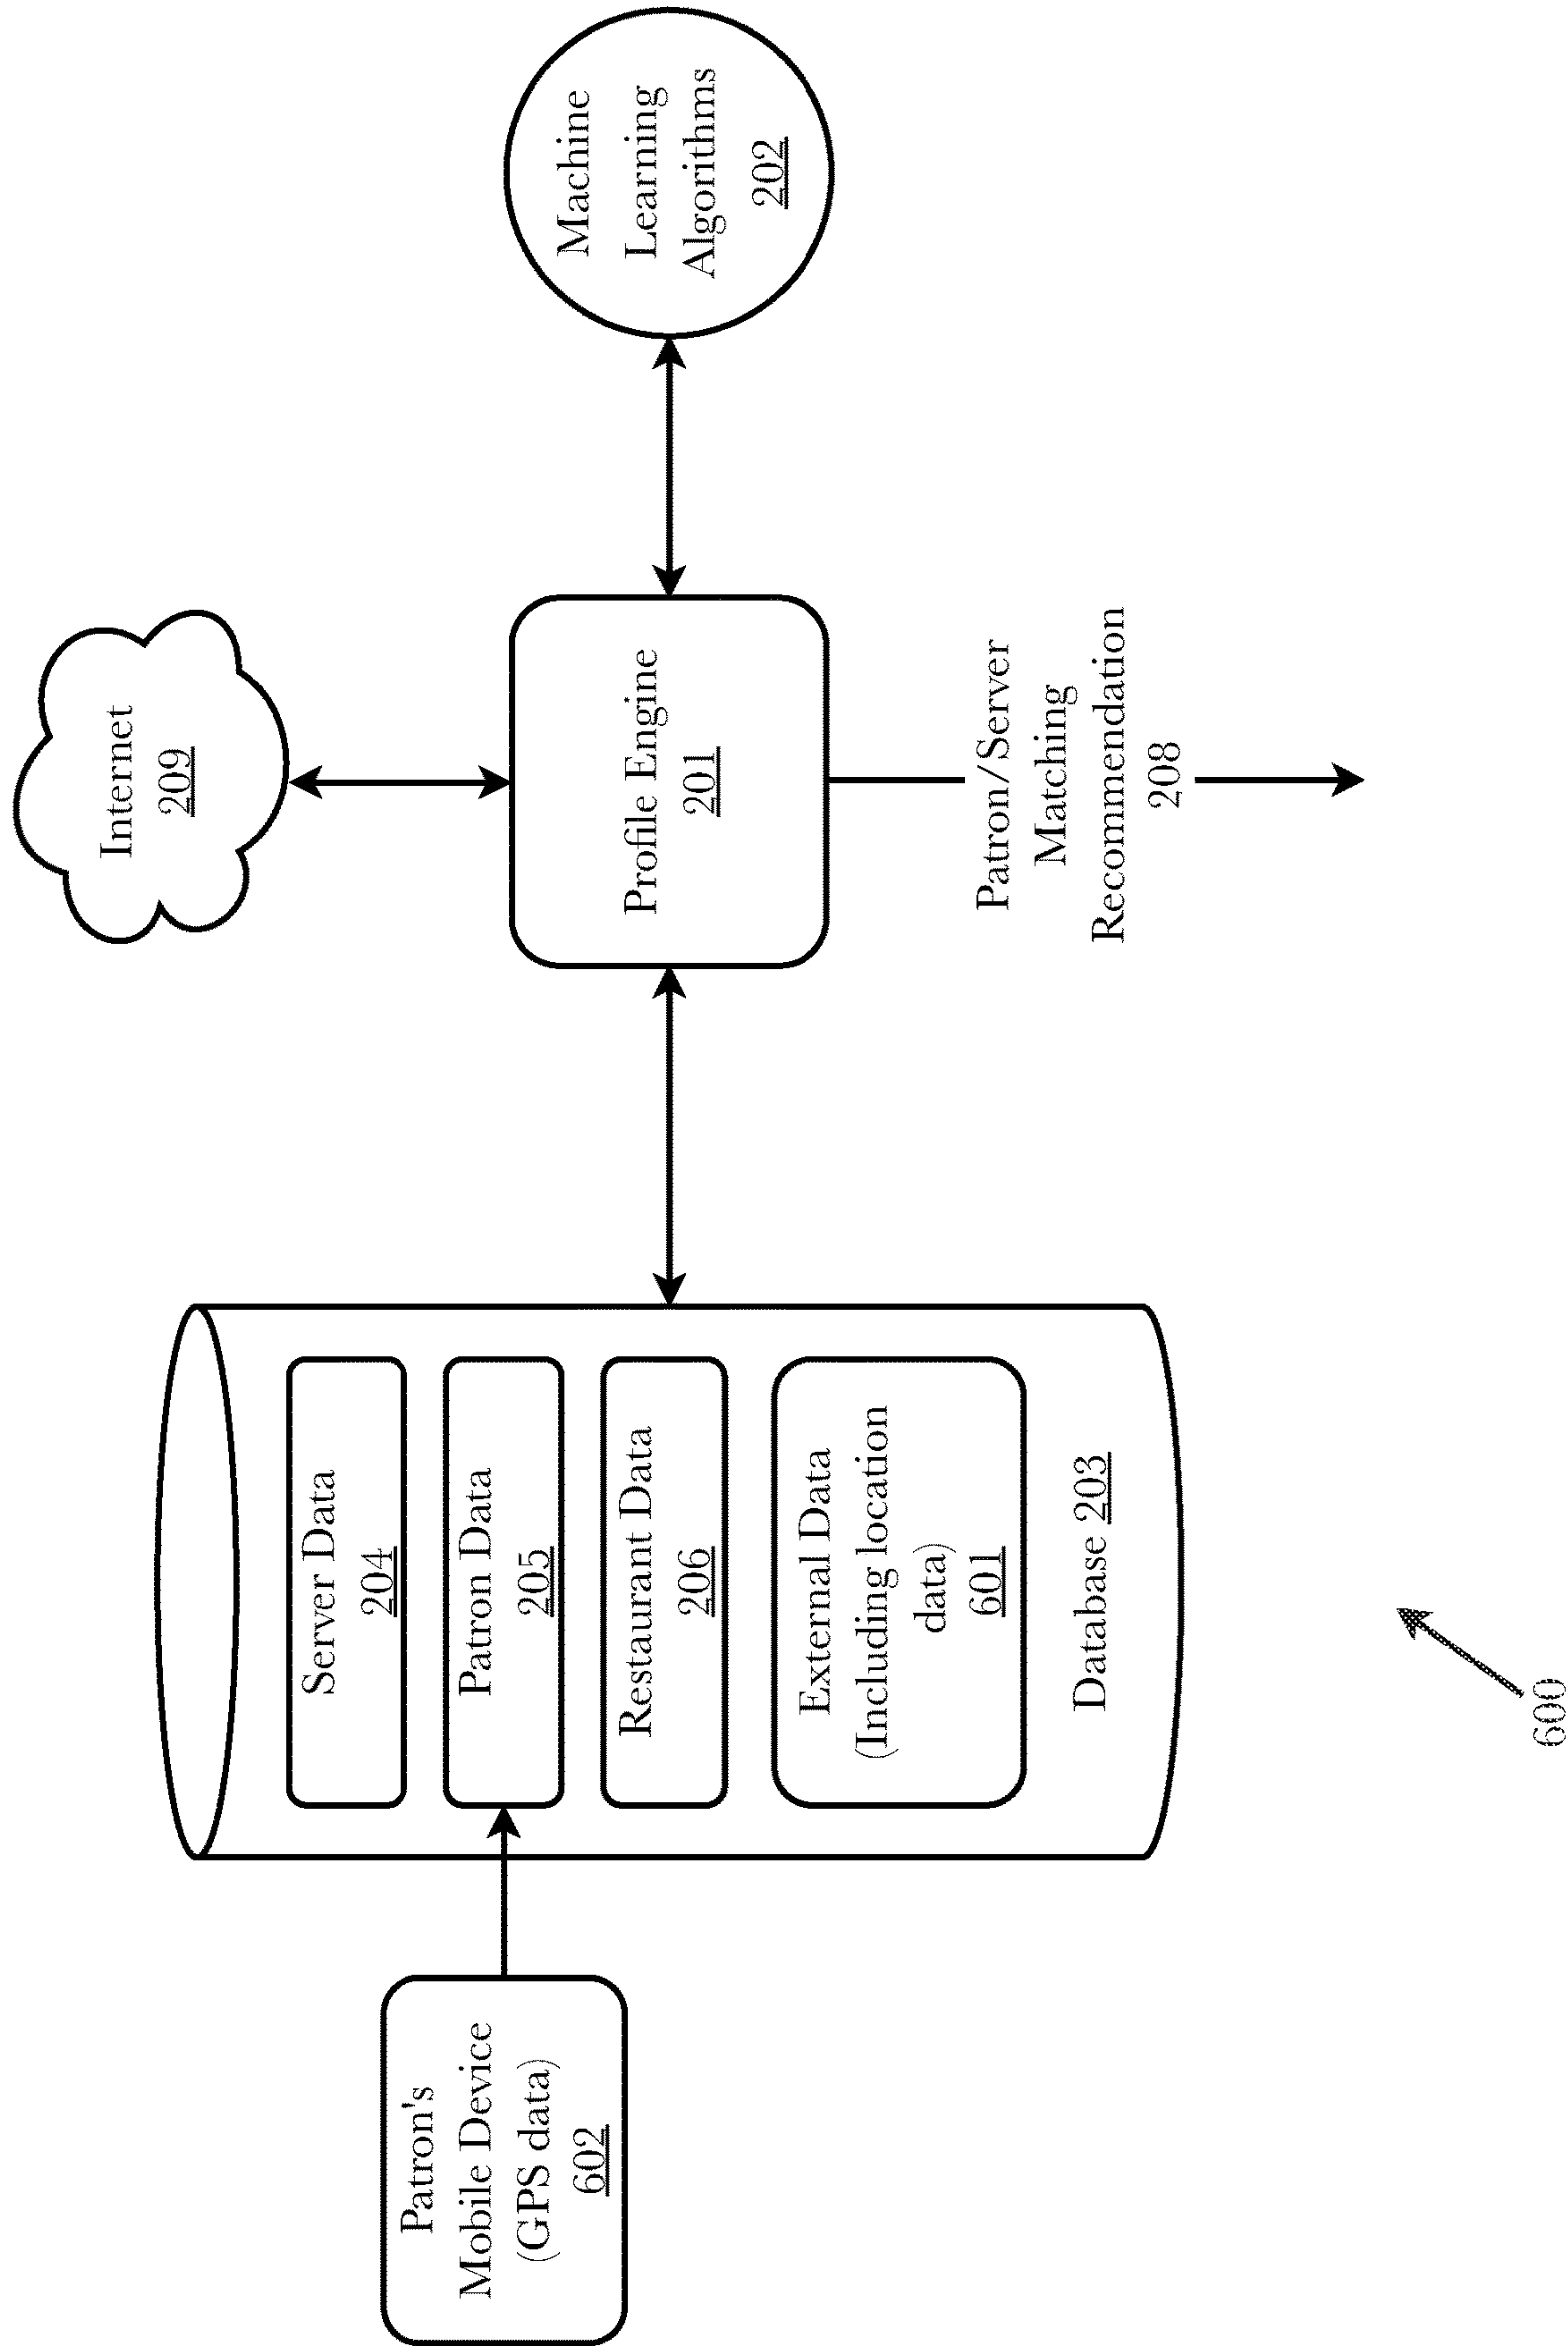 Patron's
Mobile Device
(GPS data)
602
Server Data
204
Patron Data
205
Restaurant Data
206
External Data
(Including location
data)
601
Database 203
Internet
209
Profile Engine
201
Patron/Server
Matching
Recommendation
208
Machine
Learning
Algorithms
202
600